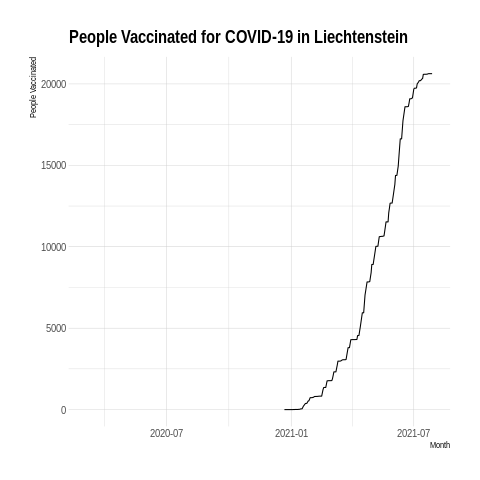 People Vaccinated for COVID-19 in Liechtenstein
People Vaccinated
20000
15000
10000
5000
0
2020-07
2021-01
2021-07
Month